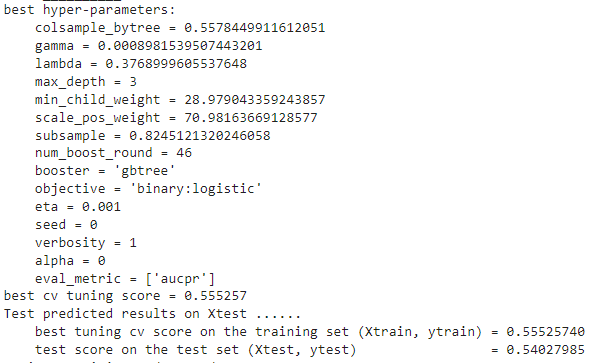 best hyper-parameters:
colsample_bytree = 0.5578449911612051
gamma = 0.0008981539507443201
lambda = 0.3768999605537648
max_depth = 3
min_child_weight = 28.979043359243857
scale_pos_weight = 70.98163669128577
subsample = 0.8245121320246058
num_boost_round = 46
booster = 'gbtree'
objective = 'binary:logistic'
eta = 0.001
seed = 0
verbosity = 1
alpha = 0
eval_metric = ['aucpr']
best cv tuning score = 0.555257
Test predicted results on Xtest ......
best tuning cv score on the training set (Xtrain, ytrain) = 0.55525740
test score on the test set (Xtest, ytest) = 0.54027985